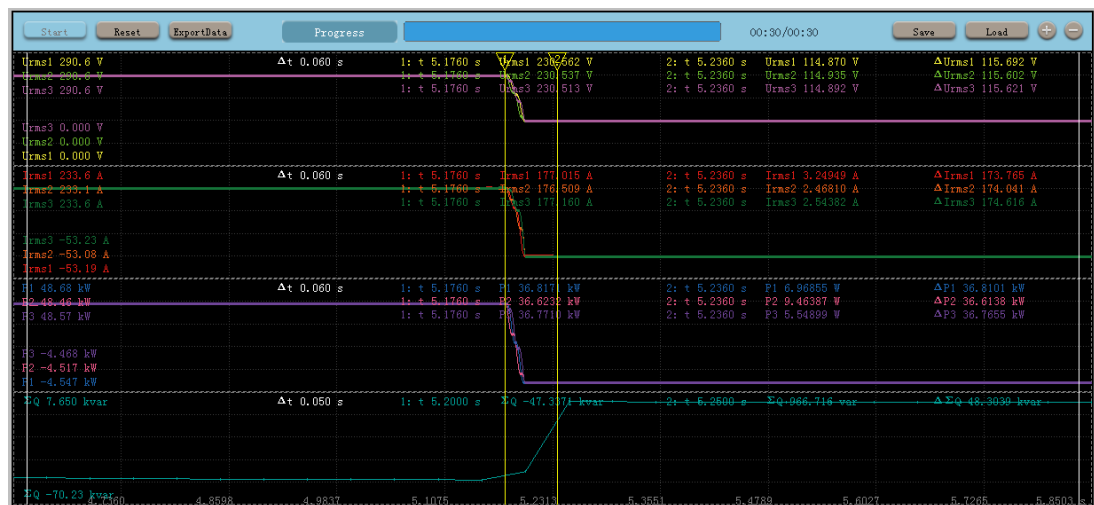 Start Reset ExportData Progress 00:30/00:30 Save Load + −
Urms1 290.6 V Δt 0.060 s 1: t 5.1760 s Urms1 230.662 V 2: t 5.2360 s Urms1 114.870 V ΔUrms1 115.692 V
Urms2 290.6 V 1: t 5.1760 s Urms2 230.537 V 2: t 5.2360 s Urms2 114.935 V ΔUrms2 115.602 V
Urms3 290.6 V 1: t 5.1760 s Urms3 230.513 V 2: t 5.2360 s Urms3 114.892 V ΔUrms3 115.621 V
Urms3 0.000 V
Urms2 0.000 V
Urms1 0.000 V
Irms1 233.6 A Δt 0.060 s 1: t 5.1760 s Irms1 177.015 A 2: t 5.2360 s Irms1 3.24949 A ΔIrms1 173.765 A
Irms2 233.1 A 1: t 5.1760 s Irms2 176.509 A 2: t 5.2360 s Irms2 2.46810 A ΔIrms2 174.041 A
Irms3 233.6 A 1: t 5.1760 s Irms3 177.160 A 2: t 5.2360 s Irms3 2.54382 A ΔIrms3 174.616 A
Irms3 -53.23 A
Irms2 -53.08 A
Irms1 -53.19 A
P1 48.68 kW Δt 0.060 s 1: t 5.1760 s P1 36.8171 kW 2: t 5.2360 s P1 6.96855 W ΔP1 36.8101 kW
P2 48.46 kW 1: t 5.1760 s P2 36.6232 kW 2: t 5.2360 s P2 9.46387 W ΔP2 36.6138 kW
P3 48.57 kW 1: t 5.1760 s P3 36.7710 kW 2: t 5.2360 s P3 5.54899 W ΔP3 36.7655 kW
P3 -4.468 kW
P2 -4.517 kW
P1 -4.547 kW
ΣQ 7.650 kvar Δt 0.050 s 1: t 5.2000 s ΣQ -47.3371 kvar 2: t 5.2500 s ΣQ 966.716 var ΔΣQ 48.3039 kvar
ΣQ -70.23 kvar
4.7360 4.8598 4.9837 5.1075 5.2313 5.3551 5.4789 5.6027 5.7265 5.8503 s